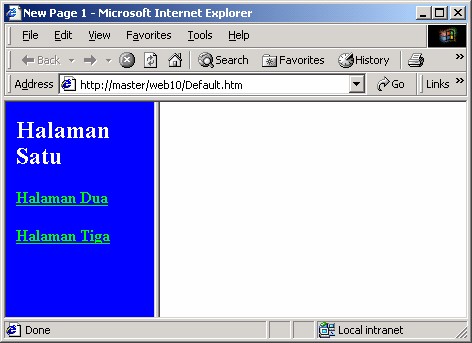 New Page 1 - Microsoft Internet Explorer
File Edit View Favorites Tools Help
Back Search Favorites History »
Address http://master/web10/Default.htm Go Links »
Halaman
Satu
Halaman Dua
Halaman Tiga
Done Local intranet